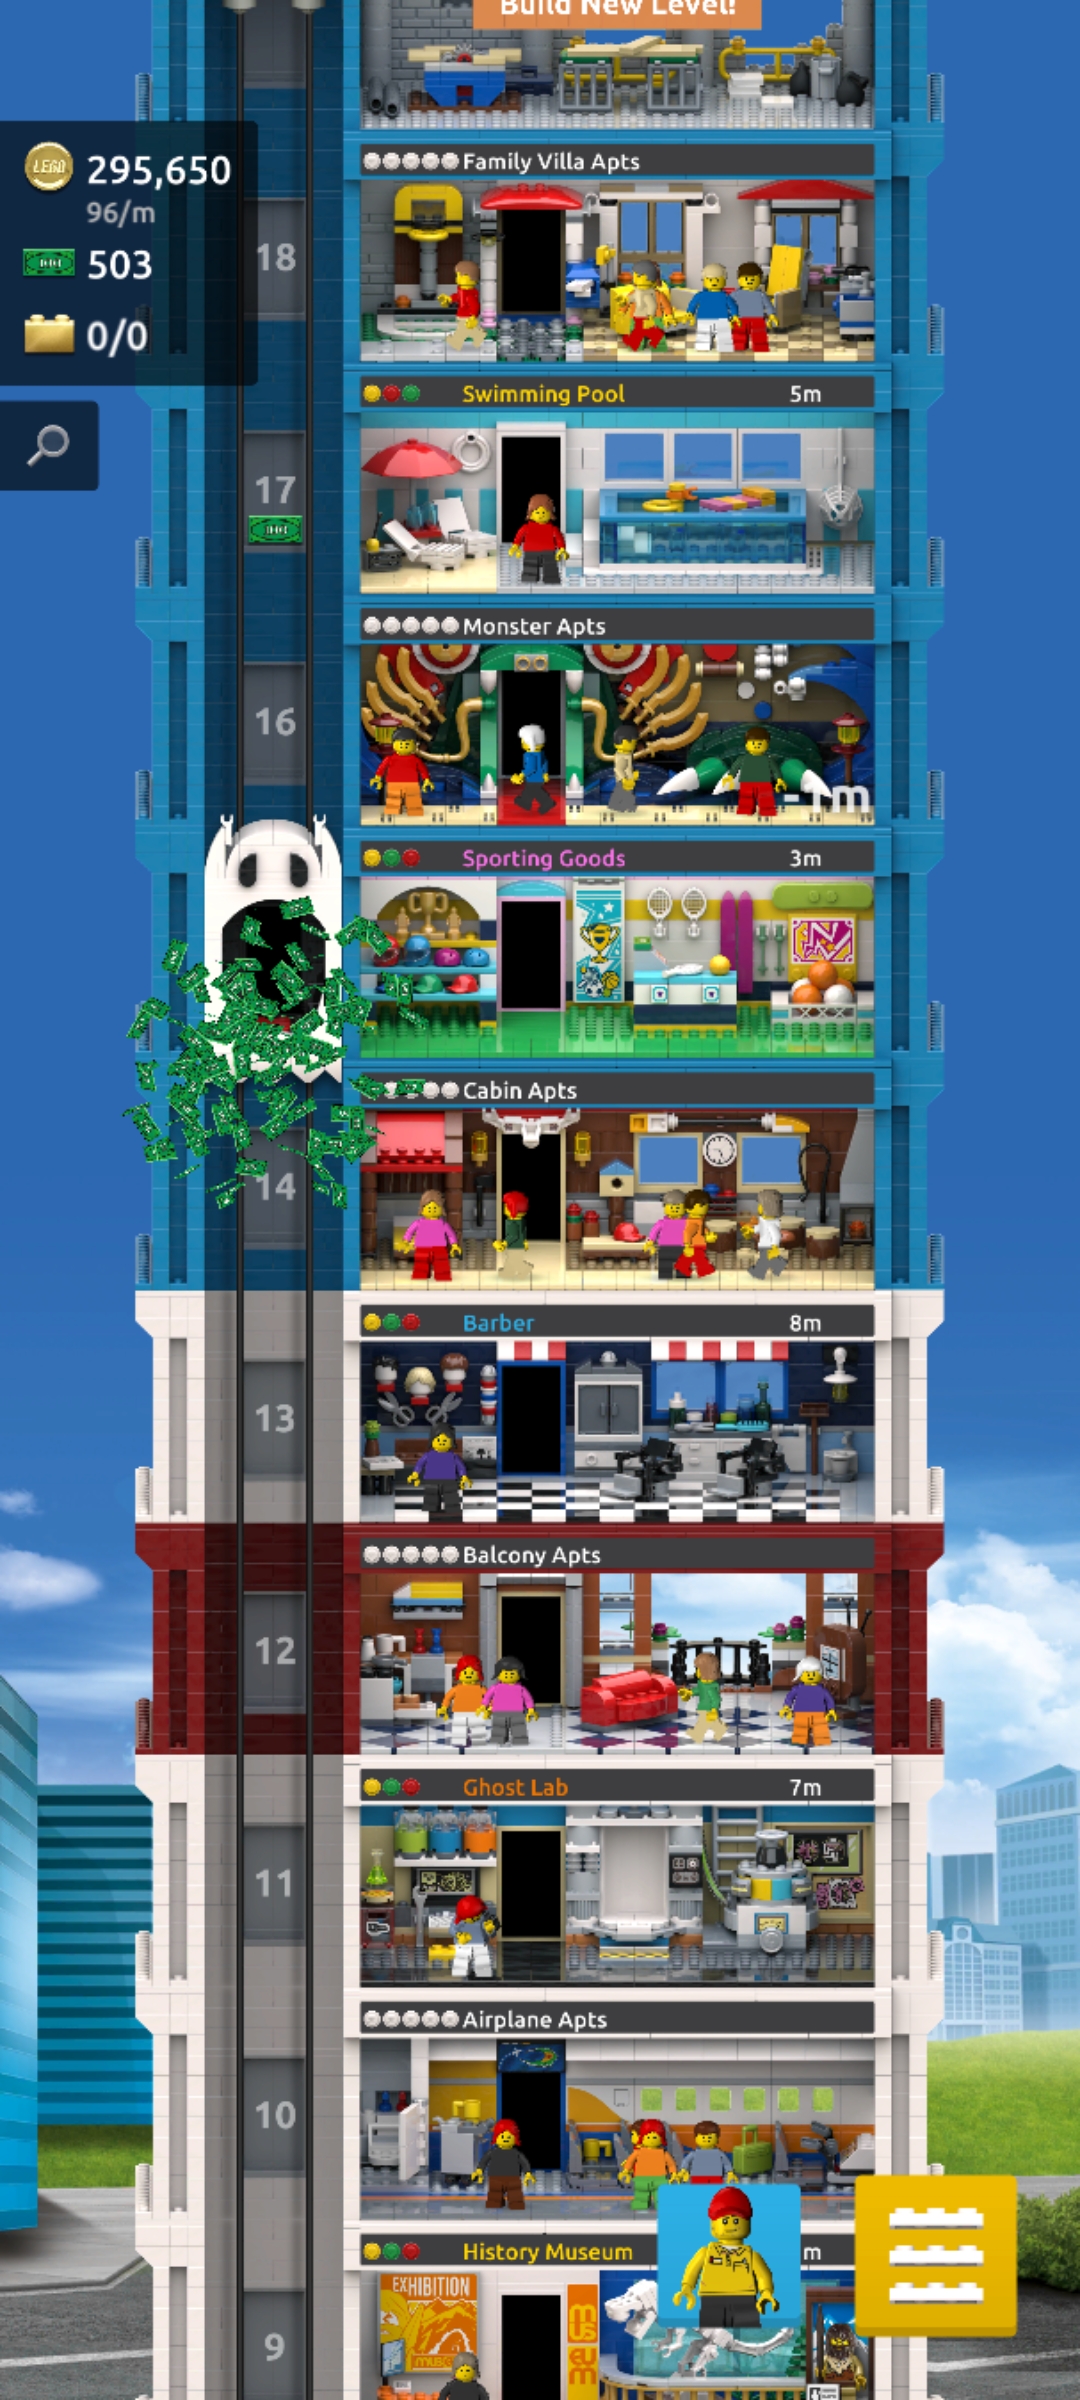 Build New Level!
LEGO 295,650
96/m
503
0/0
Family Villa Apts
18
Swimming Pool 5m
17
Monster Apts
16
-1m
Sporting Goods 3m
Cabin Apts
14
Barber 8m
13
Balcony Apts
12
Ghost Lab 7m
11
Airplane Apts
10
History Museum m
EXHIBITION
9